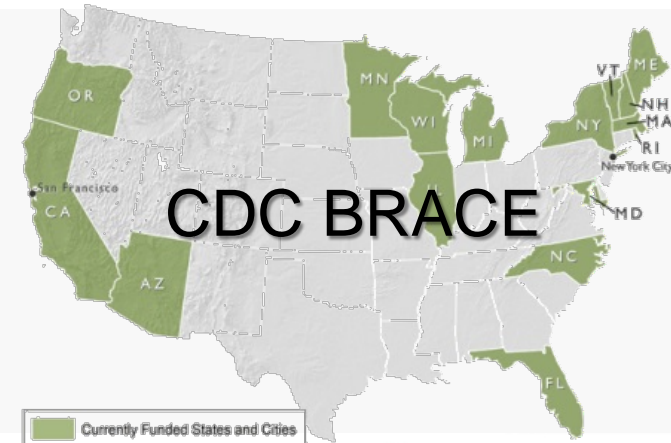 VT
ME
OR
MN
NH
MA
WI
MI
NY
RI
New York City
San Francisco
CDC BRACE
CA
MD
NC
AZ
FL
Currently Funded States and Cities